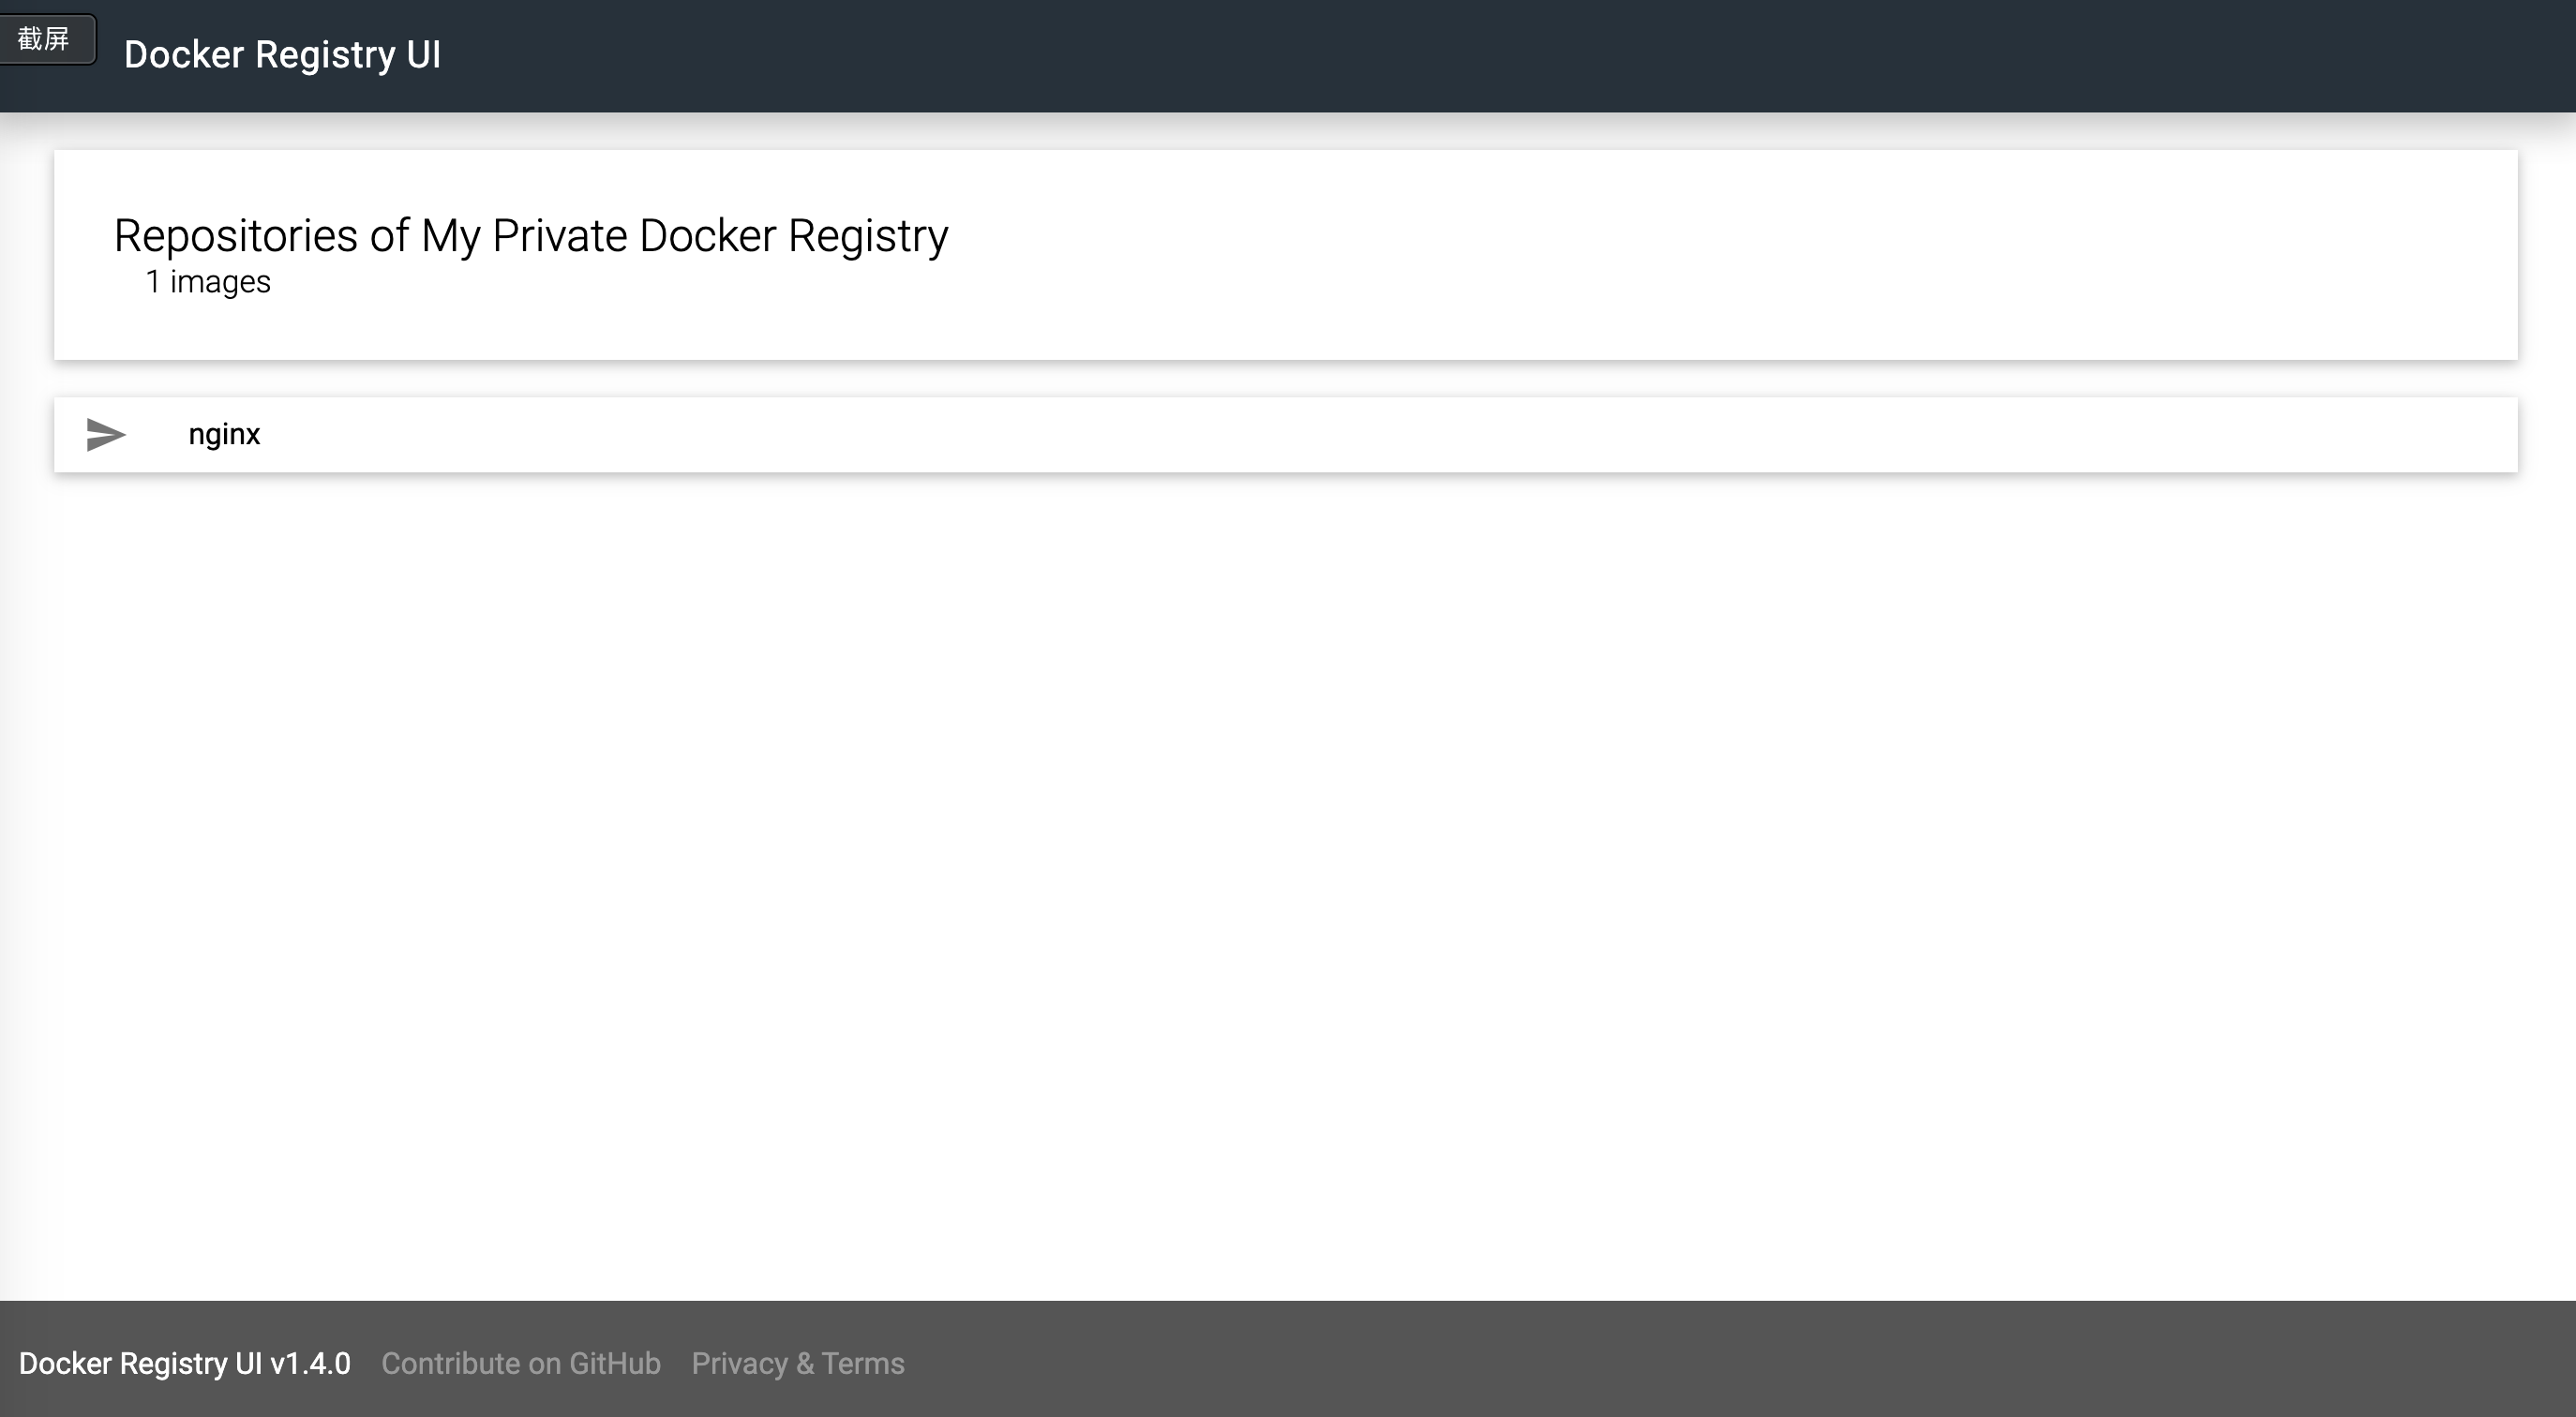 截屏
Docker Registry UI
Repositories of My Private Docker Registry
1 images
nginx
Docker Registry UI v1.4.0 Contribute on GitHub Privacy & Terms